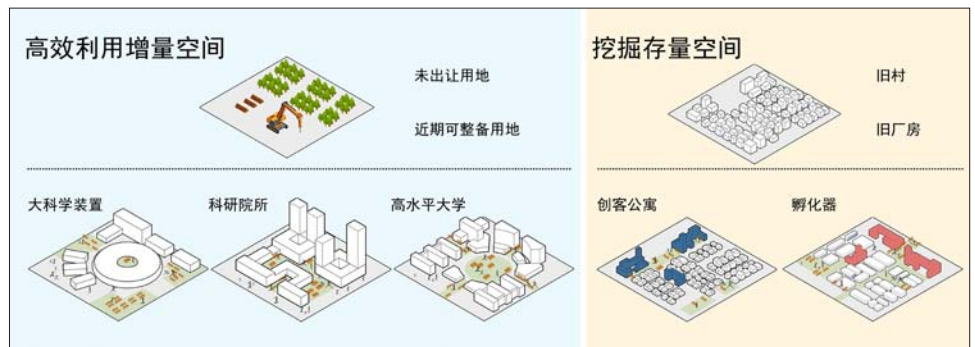 高效利用增量空间
未出让用地
近期可整备用地
大科学装置
科研院所
高水平大学
挖掘存量空间
旧村
旧厂房
创客公寓
孵化器